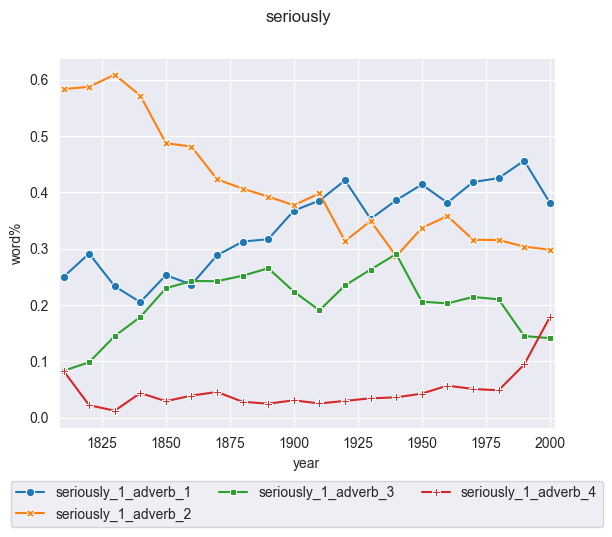 seriously
0.6
0.5
0.4
0.3
0.2
0.1
0.0
word%
1825 1850 1875 1900 1925 1950 1975 2000
year
seriously_1_adverb_1 seriously_1_adverb_3 seriously_1_adverb_4
seriously_1_adverb_2